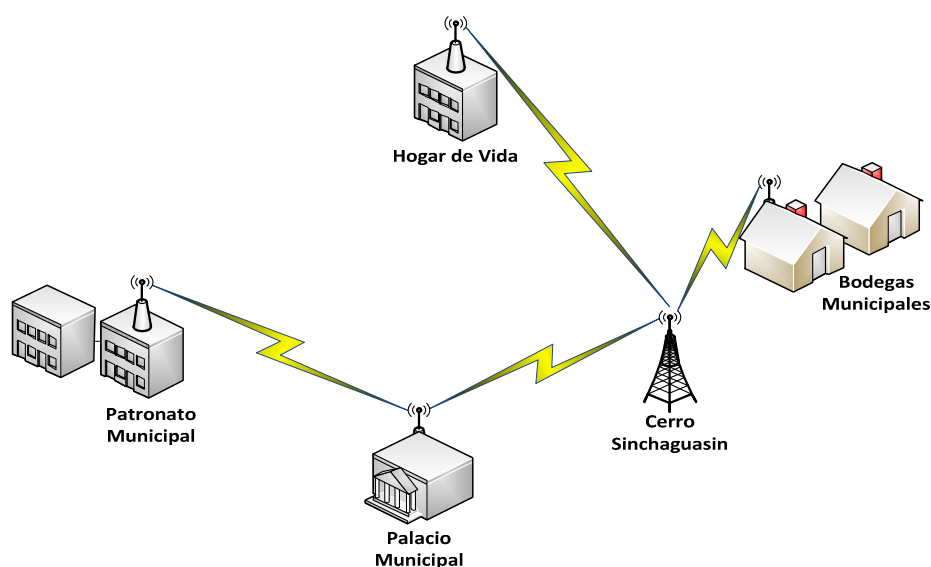 Hogar de Vida
Bodegas
Municipales
Patronato
Municipal
Cerro
Sinchaguasin
Palacio
Municipal